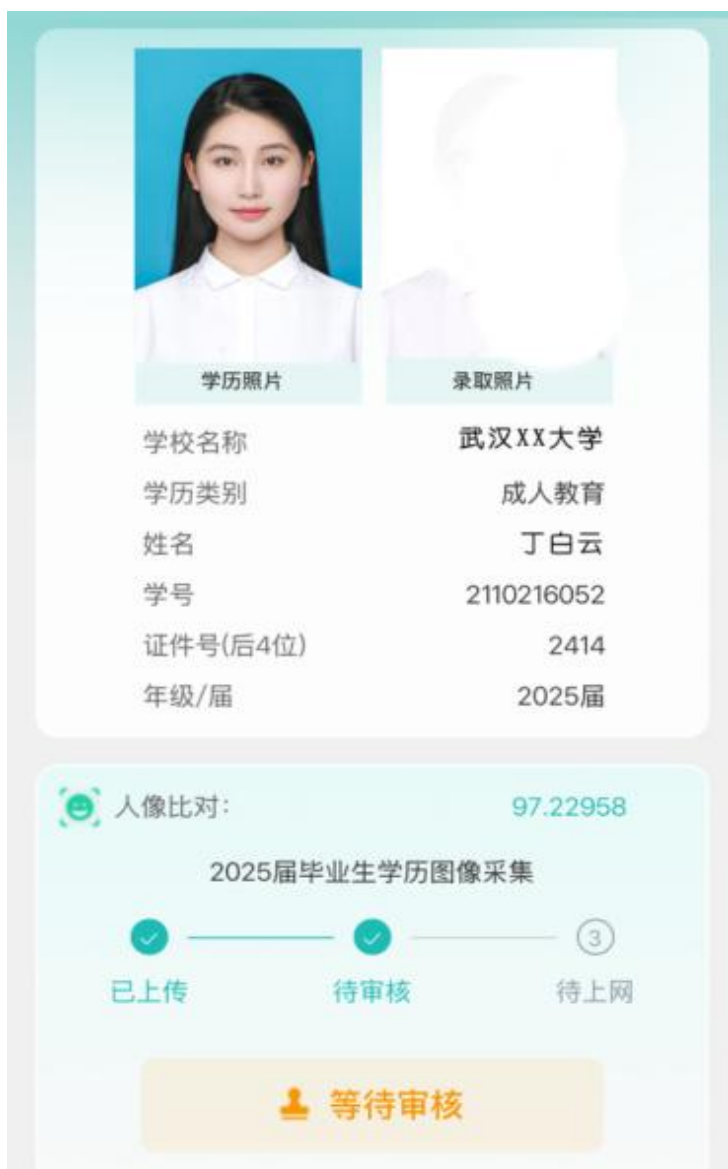 学历照片 录取照片
学校名称 武汉XX大学
学历类别 成人教育
姓名 丁白云
学号 2110216052
证件号(后4位) 2414
年级/届 2025届
人像比对: 97.22958
2025届毕业生学历图像采集
3
已上传 待审核 待上网
等待审核